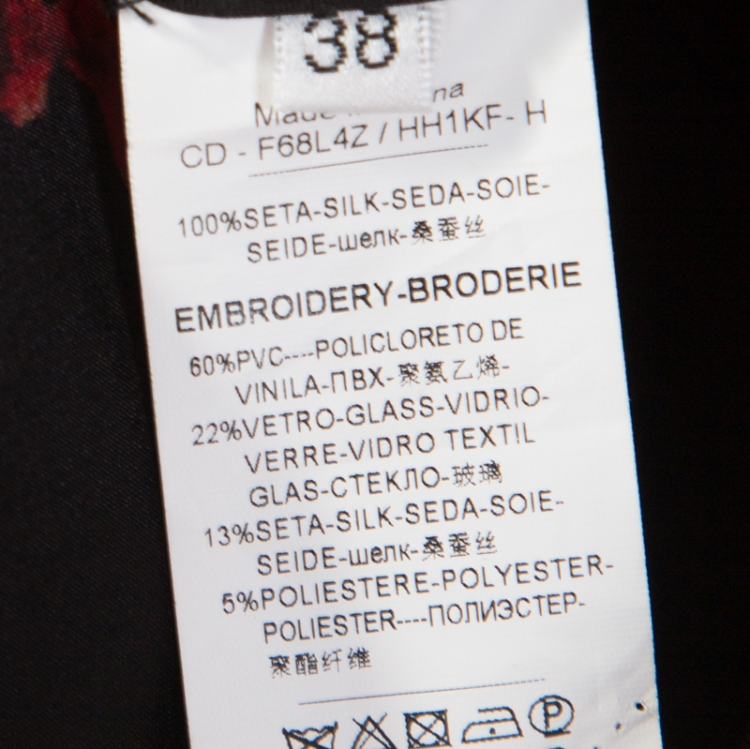 38
CD - F68L4Z / HH1KF- H
100%SETA-SILK-SEDA-SOIE-
SEIDE-шелк-桑蚕丝
EMBROIDERY-BRODERIE
60%PVC----POLICLORETO DE
VINILA-ПВХ-聚氨乙烯-
22%VETRO-GLASS-VIDRIO-
VERRE-VIDRO TEXTIL
GLAS-СТЕКЛО-玻璃
13%SETA-SILK-SEDA-SOIE-
SEIDE-шелк-桑蚕丝
5%POLIESTERE-POLYESTER-
POLIESTER----ПОЛИЭСТЕР-
聚酯纤维
P